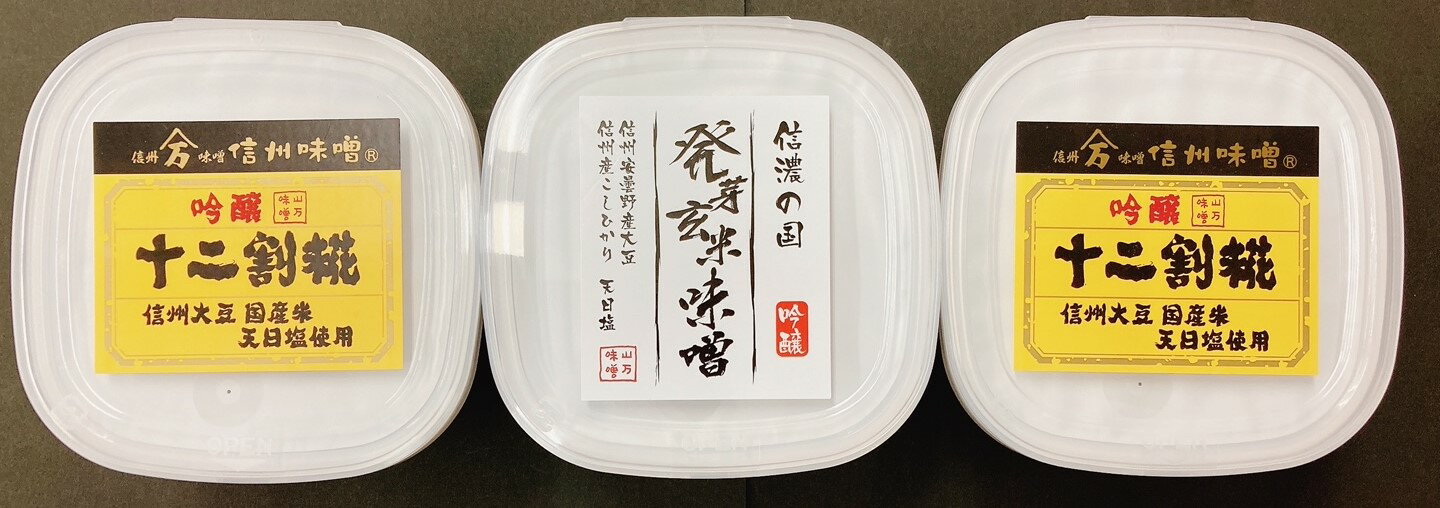 信州 万 味噌 信州味噌®
吟醸 山万味噌
十二割糀
信州大豆 国産米
天日塩使用
OPEN
信濃の国
吟醸
発芽玄米味噌
信州安曇野産大豆
信州産こしひかり 天日塩
山万味噌
OPEN
信州 万 味噌 信州味噌®
吟醸 山万味噌
十二割糀
信州大豆 国産米
天日塩使用